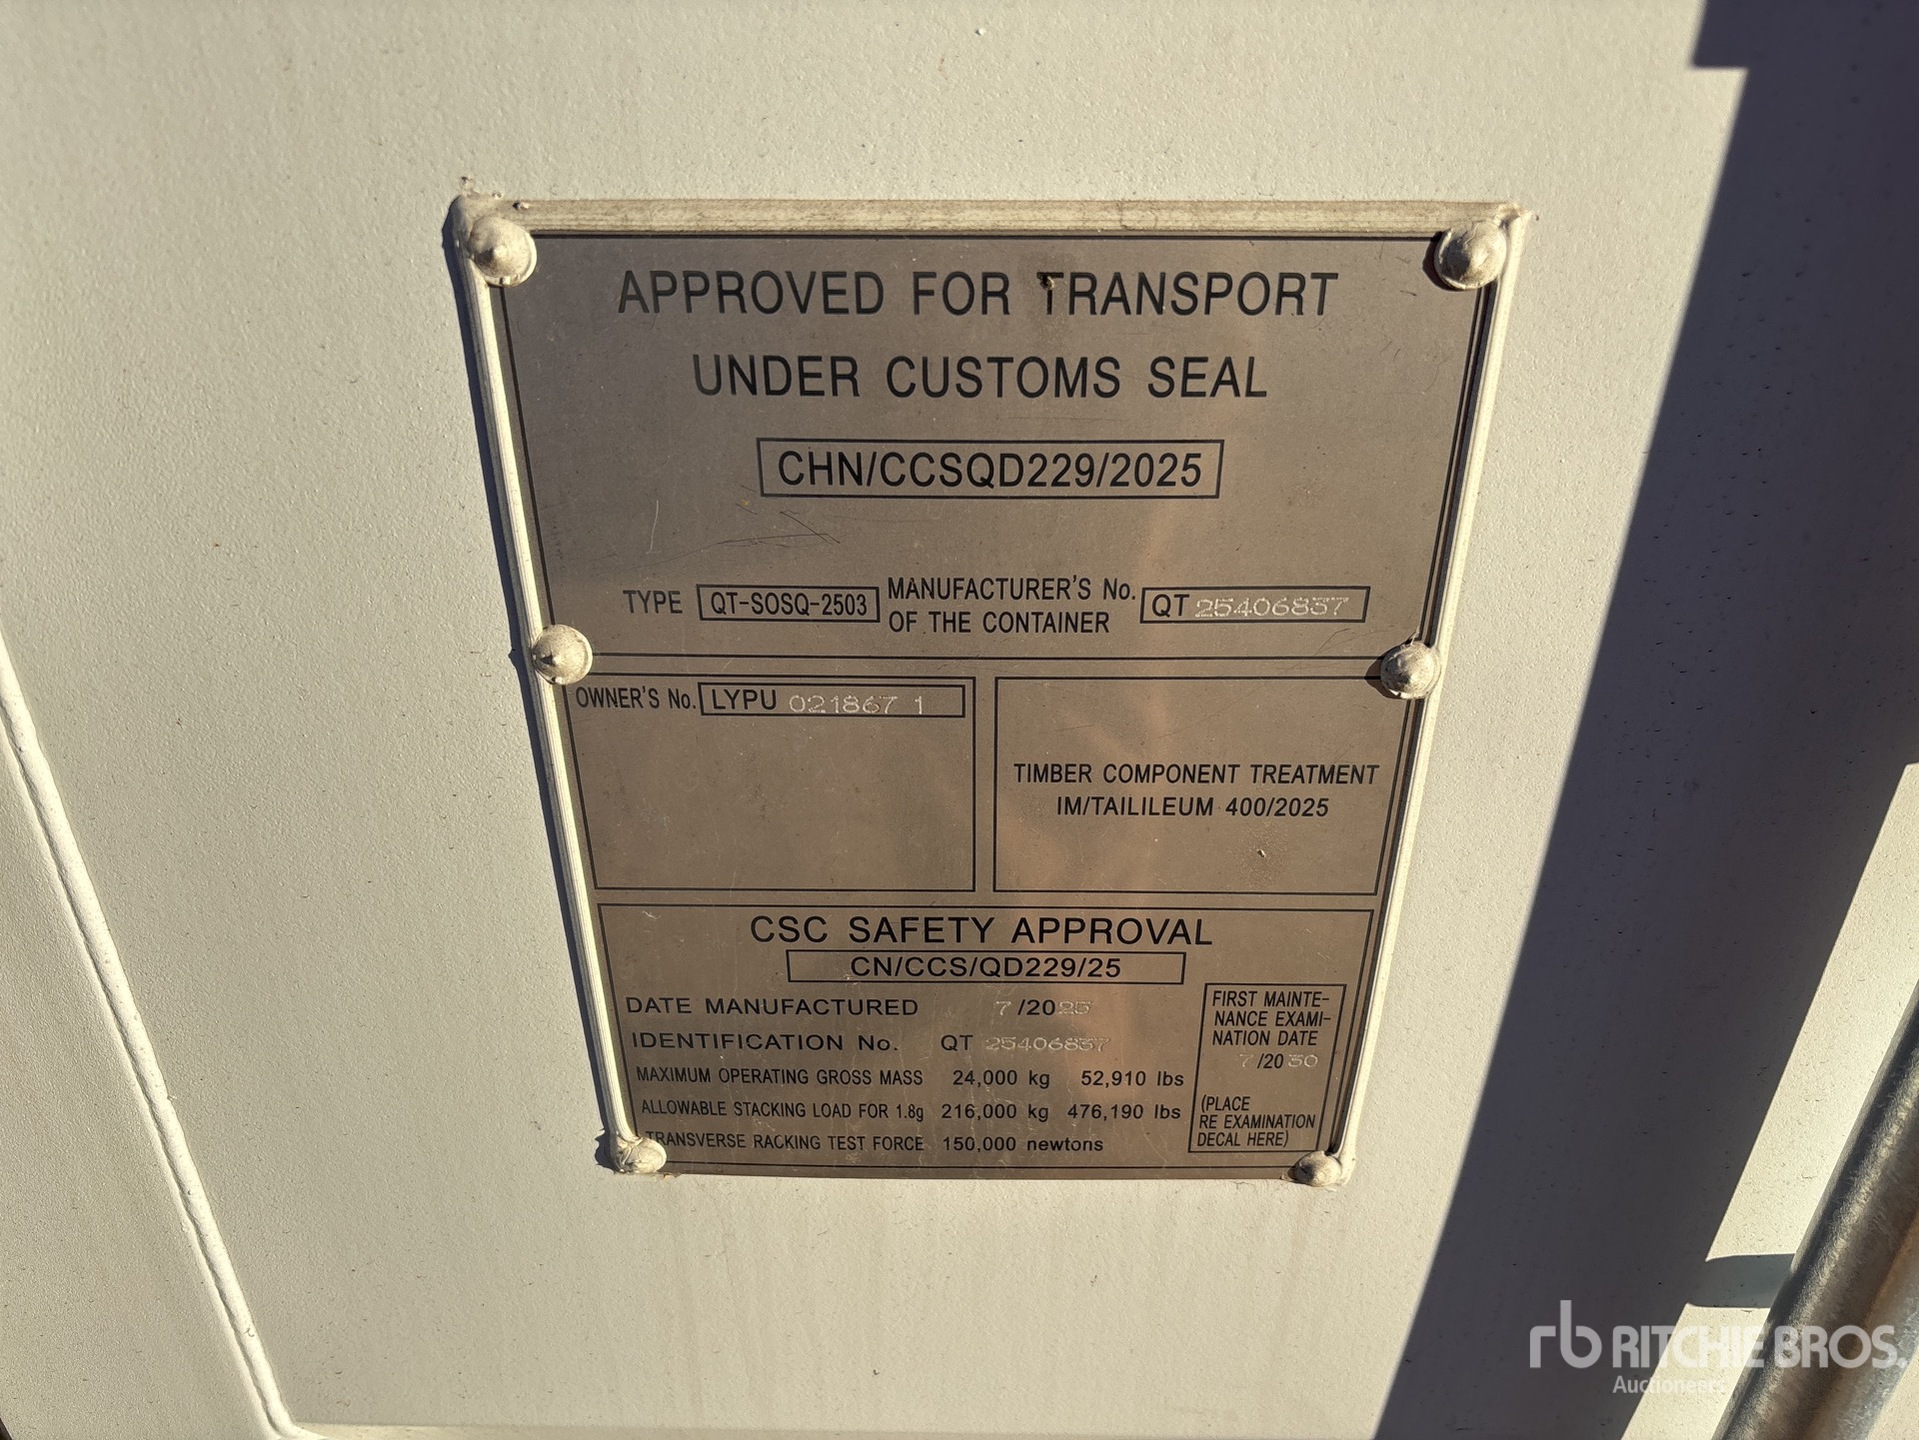 APPROVED FOR TRANSPORT
UNDER CUSTOMS SEAL
CHN/CCSQD229/2025
TYPE QT-SOSQ-2503 MANUFACTURER'S No. OF THE CONTAINER QT 25406837
OWNER'S No. LYPU 021867 1
TIMBER COMPONENT TREATMENT
IM/TAILILEUM 400/2025
CSC SAFETY APPROVAL
CN/CCS/QD229/25
DATE MANUFACTURED 7/2025
IDENTIFICATION No. QT 25406837
MAXIMUM OPERATING GROSS MASS 24,000 kg 52,910 lbs
ALLOWABLE STACKING LOAD FOR 1.8g 216,000 kg 476,190 lbs
TRANSVERSE RACKING TEST FORCE 150,000 newtons
FIRST MAINTE-
NANCE EXAMI-
NATION DATE
7/2030
(PLACE
RE EXAMINATION
DECAL HERE)
rb RITCHIE BROS.
Auctioneers